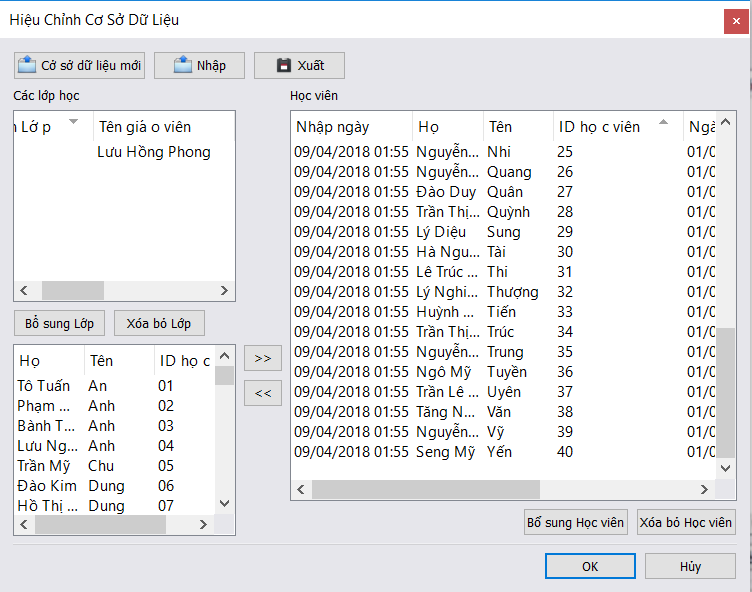 Hiệu Chỉnh Cơ Sở Dữ Liệu
Cở sở dữ liệu mới Nhập Xuất
Các lớp học
Lớ p Tên giá o viên
Lưu Hồng Phong
Bổ sung Lớp Xóa bỏ Lớp
Họ Tên ID họ c
Tô Tuấn An 01
Phạm ... Anh 02
Bành T... Anh 03
Lưu Ng... Anh 04
Trần Mỹ Chu 05
Đào Kim Dung 06
Hồ Thị ... Dung 07
>>
<<
Học viên
Nhập ngày Họ Tên ID họ c viên Ngà
09/04/2018 01:55 Nguyễn... Nhi 25 01/0
09/04/2018 01:55 Nguyễn... Quang 26 01/0
09/04/2018 01:55 Đào Duy Quân 27 01/0
09/04/2018 01:55 Trần Thị... Quỳnh 28 01/0
09/04/2018 01:55 Lý Diệu Sung 29 01/0
09/04/2018 01:55 Hà Ngu... Tài 30 01/0
09/04/2018 01:55 Lê Trúc ... Thi 31 01/0
09/04/2018 01:55 Lý Nghi... Thượng 32 01/0
09/04/2018 01:55 Huỳnh ... Tiến 33 01/0
09/04/2018 01:55 Trần Thị... Trúc 34 01/0
09/04/2018 01:55 Nguyễn... Trung 35 01/0
09/04/2018 01:55 Ngô Mỹ Tuyền 36 01/0
09/04/2018 01:55 Trần Lê ... Uyên 37 01/0
09/04/2018 01:55 Tăng N... Văn 38 01/0
09/04/2018 01:55 Nguyễn... Vỹ 39 01/0
09/04/2018 01:55 Seng Mỹ Yến 40 01/0
Bổ sung Học viên Xóa bỏ Học viên
OK Hủy